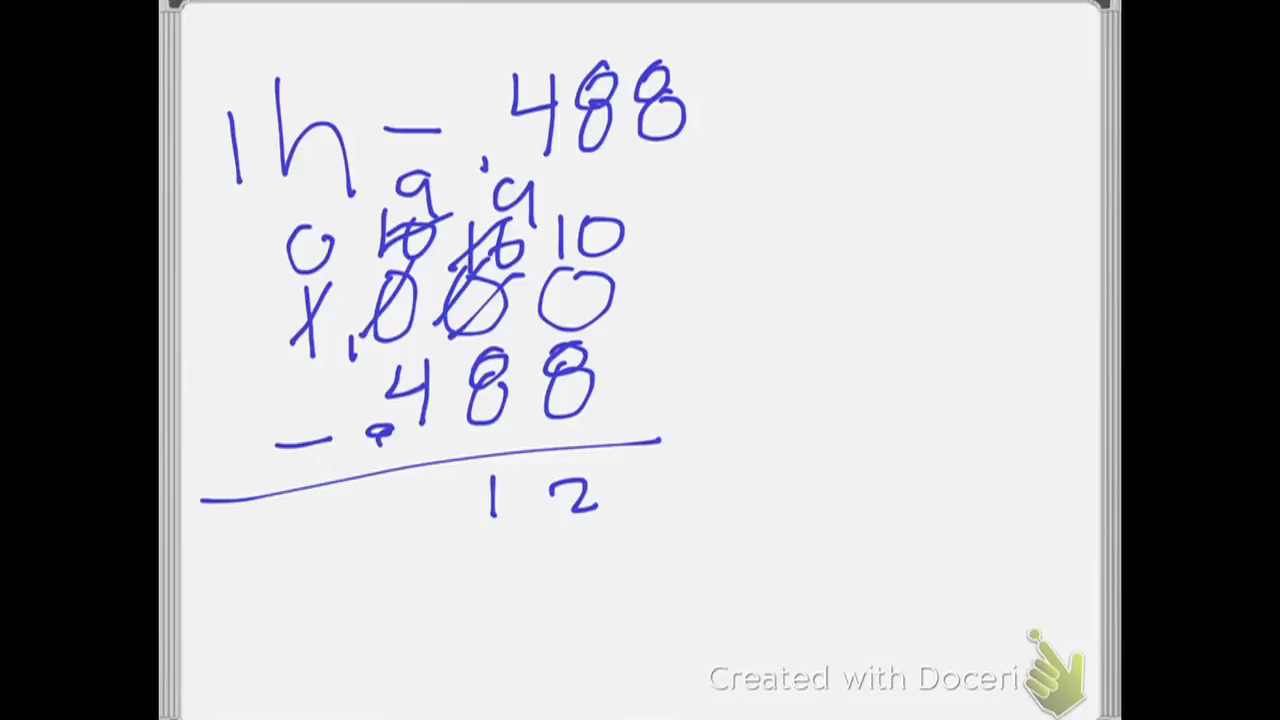 1h - .488
9 9
0 10 10 10
1,000
- .488
12
Created with Doceri